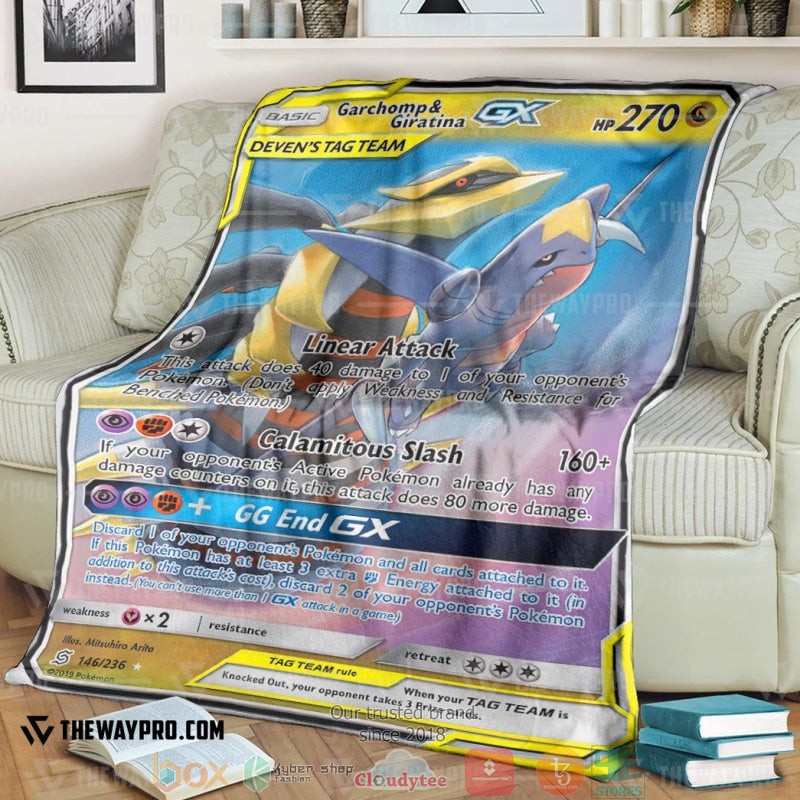 BASIC
Garchomp&
Giratina
GX
HP 270
DEVEN'S TAG TEAM
Linear Attack
This attack does 40 damage to 1 of your opponent's
Pokémon. (Don't apply Weakness and Resistance for
Benched Pokémon.)
Calamitous Slash 160+
If your opponent's Active Pokémon already has any
damage counters on it, this attack does 80 more damage.
+ GG End GX
Discard 1 of your opponent's Pokémon and all cards attached to it.
If this Pokémon has at least 3 extra Energy attached to it (in
addition to this attack's cost), discard 2 of your opponent's Pokémon
instead. (You can't use more than 1 GX attack in a game.)
weakness ×2 resistance
retreat
Illus. Mitsuhiro Arita
146/236
©2019 Pokémon
TAG TEAM rule
When your TAG TEAM is
Knocked Out, your opponent takes 3 Prize cards.
THEWAYPRO.COM
Our trusted brands
since 2018
box
Kyber shop
fashion
Cloudytee
STORES
THEWAYPRO